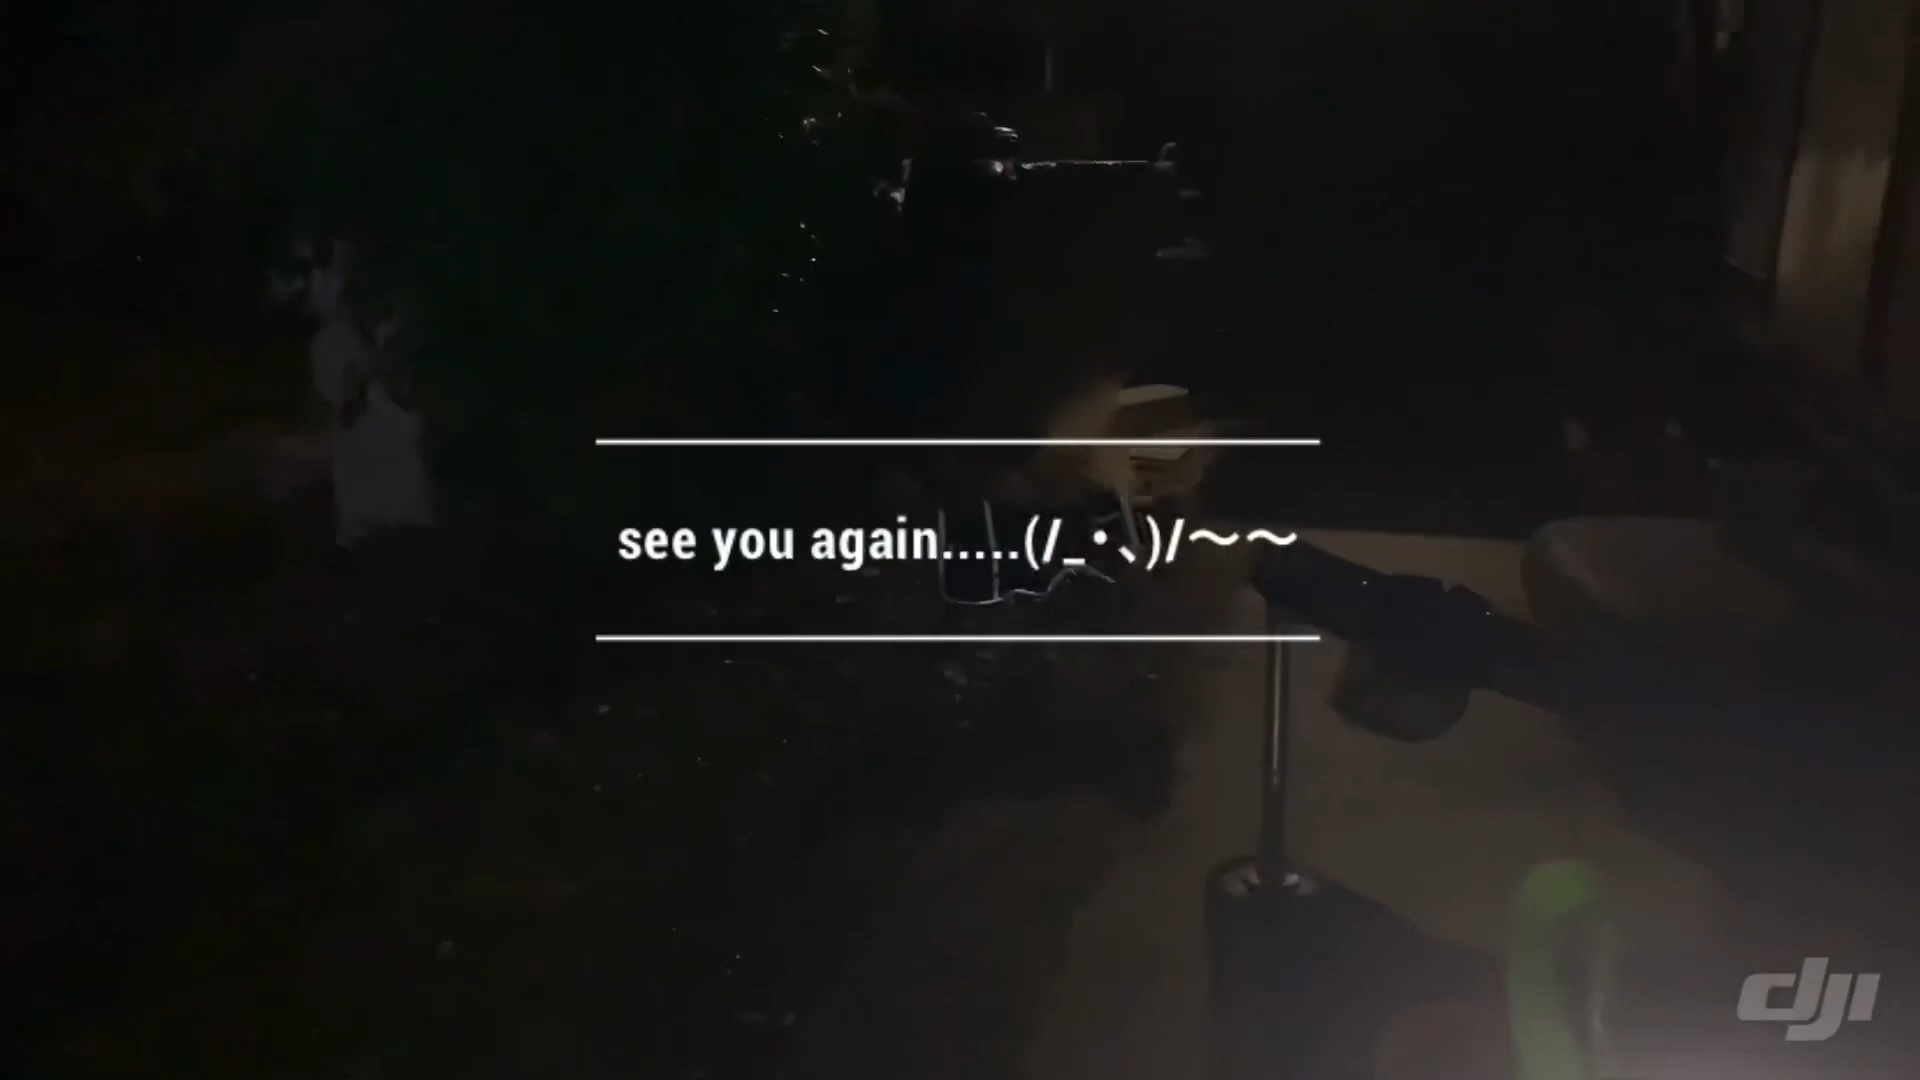 see you again.....(/_・、)/～～
dji